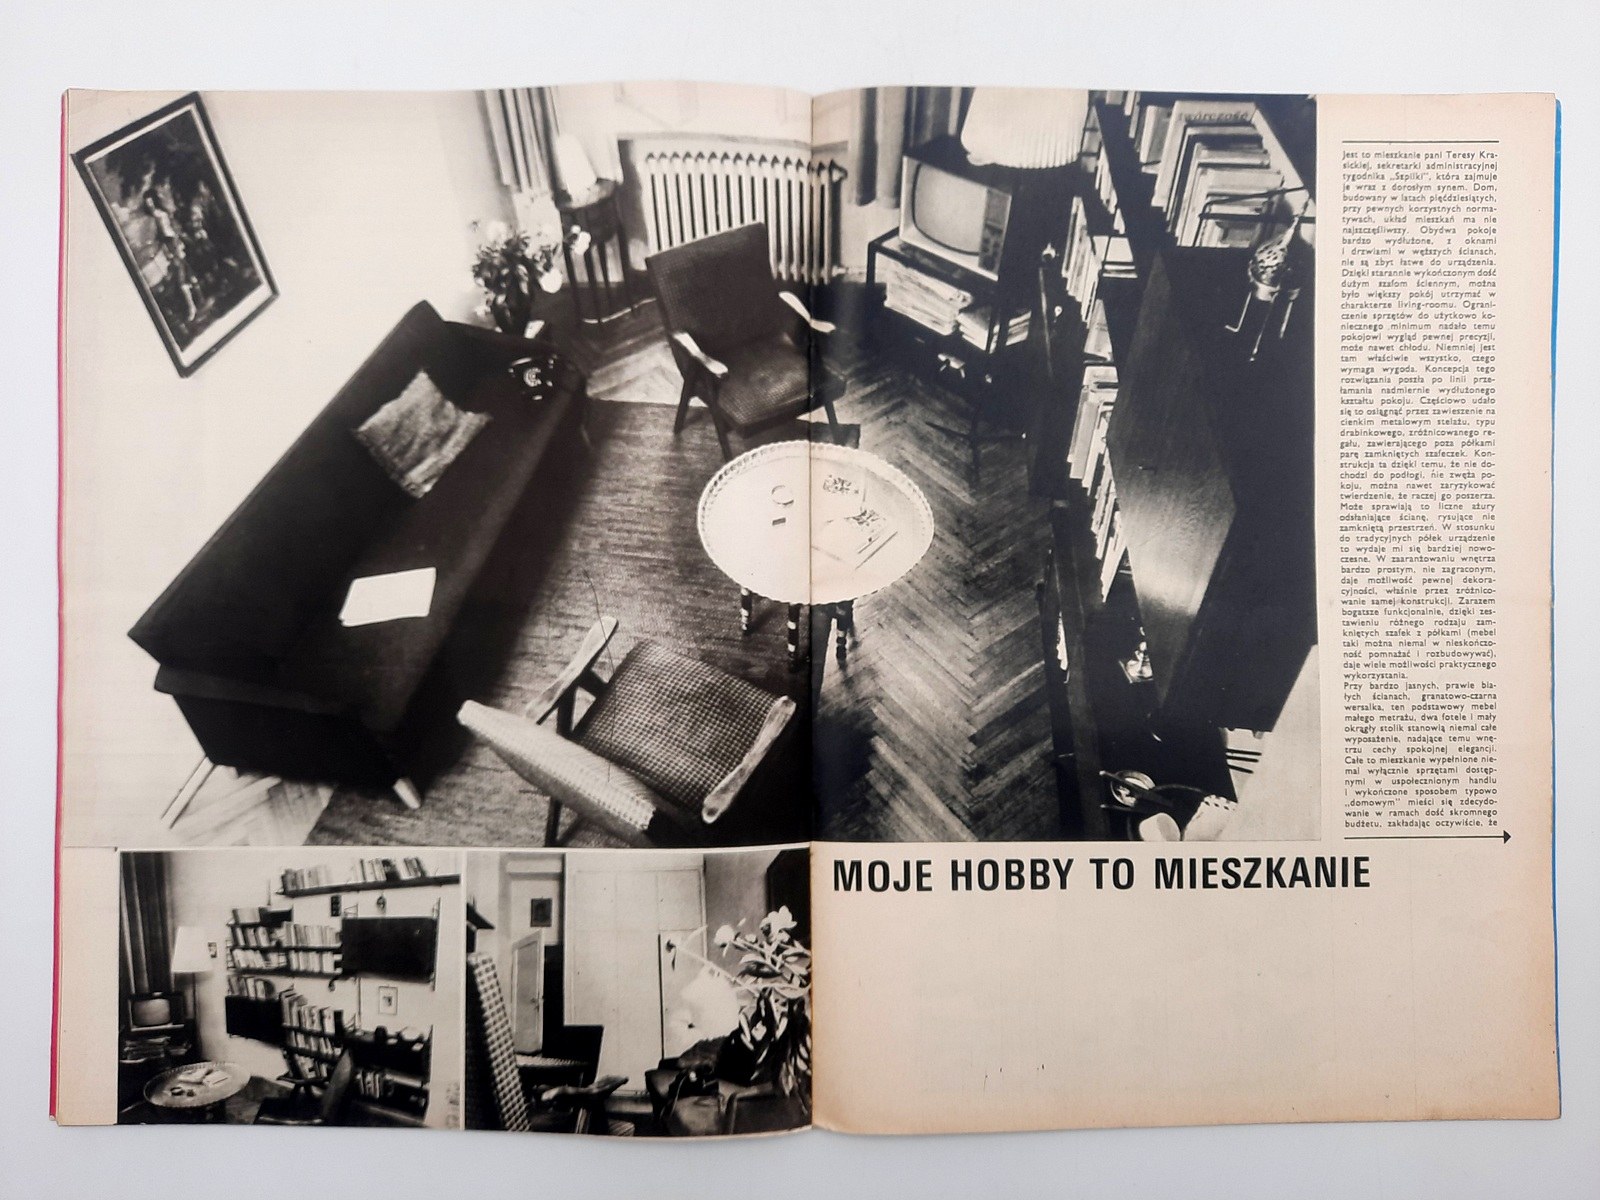 Jest to mieszkanie pani Teresy Kra-
sickiej, sekretarki administracyjnej
tygodnika „Szpilki”, która zajmuje
je wraz z dorosłym synem. Dom,
budowany w latach pięćdziesiątych,
przy pewnych korzystnych norma-
tywach, układ mieszkań ma nie
najszczęśliwszy. Obydwa pokoje
bardzo wydłużone, z oknami
i drzwiami w węższych ścianach,
nie są zbyt łatwe do urządzenia.
Dzięki starannie wykończonym dość
dużym szafom ściennym, można
było większy pokój utrzymać w
charakterze living-roomu. Ograni-
czenie sprzętów do użytkowo ko-
niecznego minimum nadało temu
pokojowi wygląd pewnej precyzji,
może nawet chłodu. Niemniej jest
tam właściwie wszystko, czego
wymaga wygoda. Koncepcja tego
rozwiązania poszła po linii prze-
łamania nadmiernie wydłużonego
kształtu pokoju. Częściowo udało
się to osiągnąć przez zawieszenie na
cienkim metalowym stelażu, typu
drabinkowego, zróżnicowanego re-
gału, zawierającego poza półkami
parę zamkniętych szafeczek. Kon-
strukcja ta dzięki temu, że nie do-
chodzi do podłogi, nie zwęża po-
koju, można nawet zaryzykować
twierdzenie, że raczej go poszerza.
Może sprawiają to liczne ażury
odsłaniające ścianę, rysujące nie
zamkniętą przestrzeń. W stosunku
do tradycyjnych półek urządzenie
to wydaje mi się bardziej nowo-
czesne. W zaaranżowaniu wnętrza
bardzo prostym, nie zagraconym,
daje możliwość pewnej dekora-
cyjności, właśnie przez zróżnico-
wanie samej konstrukcji. Zarazem
bogatsze funkcjonalnie, dzięki zes-
tawieniu różnego rodzaju zam-
kniętych szafek z półkami (mebel
taki można niemal w nieskończo-
ność pomnażać i rozbudowywać),
daje wiele możliwości praktycznego
wykorzystania.
Przy bardzo jasnych, prawie bia-
łych ścianach, granatowo-czarna
wersalka, ten podstawowy mebel
małego metrażu, dwa fotele i mały
okrągły stolik stanowią niemal całe
wyposażenie, nadające temu wnę-
trzu cechy spokojnej elegancji.
Całe to mieszkanie wypełnione nie-
mal wyłącznie sprzętami dostęp-
nymi w uspołecznionym handlu
i wykończone sposobem typowo
„domowym” mieści się zdecydo-
wanie w ramach dość skromnego
budżetu, zakładając oczywiście, że
MOJE HOBBY TO MIESZKANIE